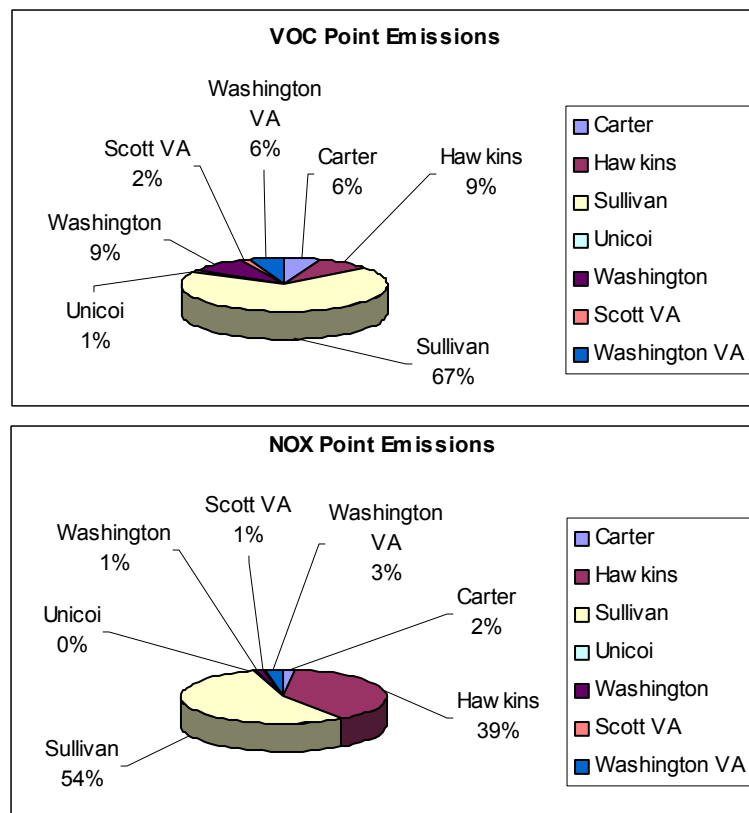 VOC Point Emissions
Washington
VA
6%
Scott VA
2%
Carter
6%
Haw kins
9%
Washington
9%
Unicoi
1%
Sullivan
67%
Carter
Haw kins
Sullivan
Unicoi
Washington
Scott VA
Washington VA
NOX Point Emissions
Scott VA
1%
Washington
VA
3%
Washington
1%
Carter
2%
Unicoi
0%
Haw kins
39%
Sullivan
54%
Carter
Haw kins
Sullivan
Unicoi
Washington
Scott VA
Washington VA